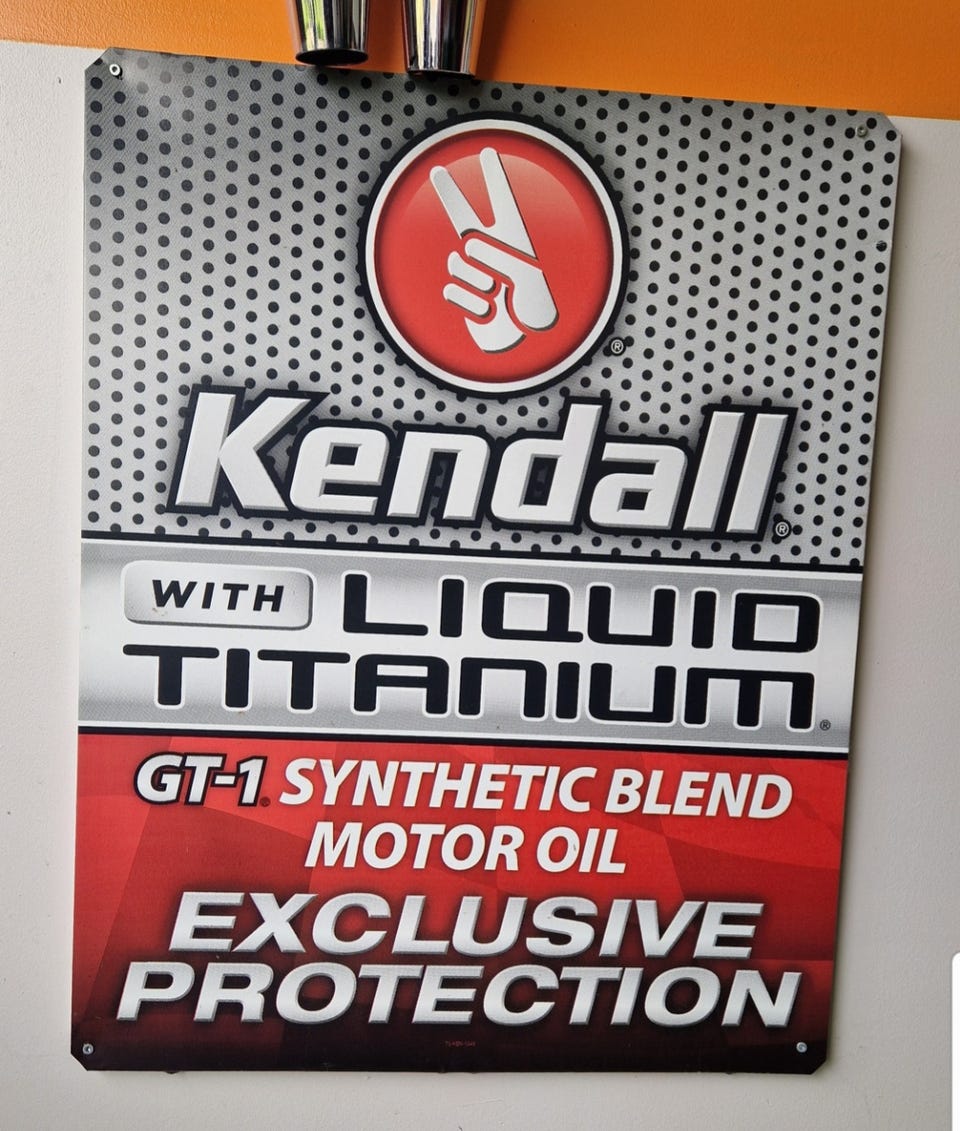 ®
Kendall®
WITH LIQUID
TITANIUM®
GT-1® SYNTHETIC BLEND
MOTOR OIL
EXCLUSIVE
PROTECTION